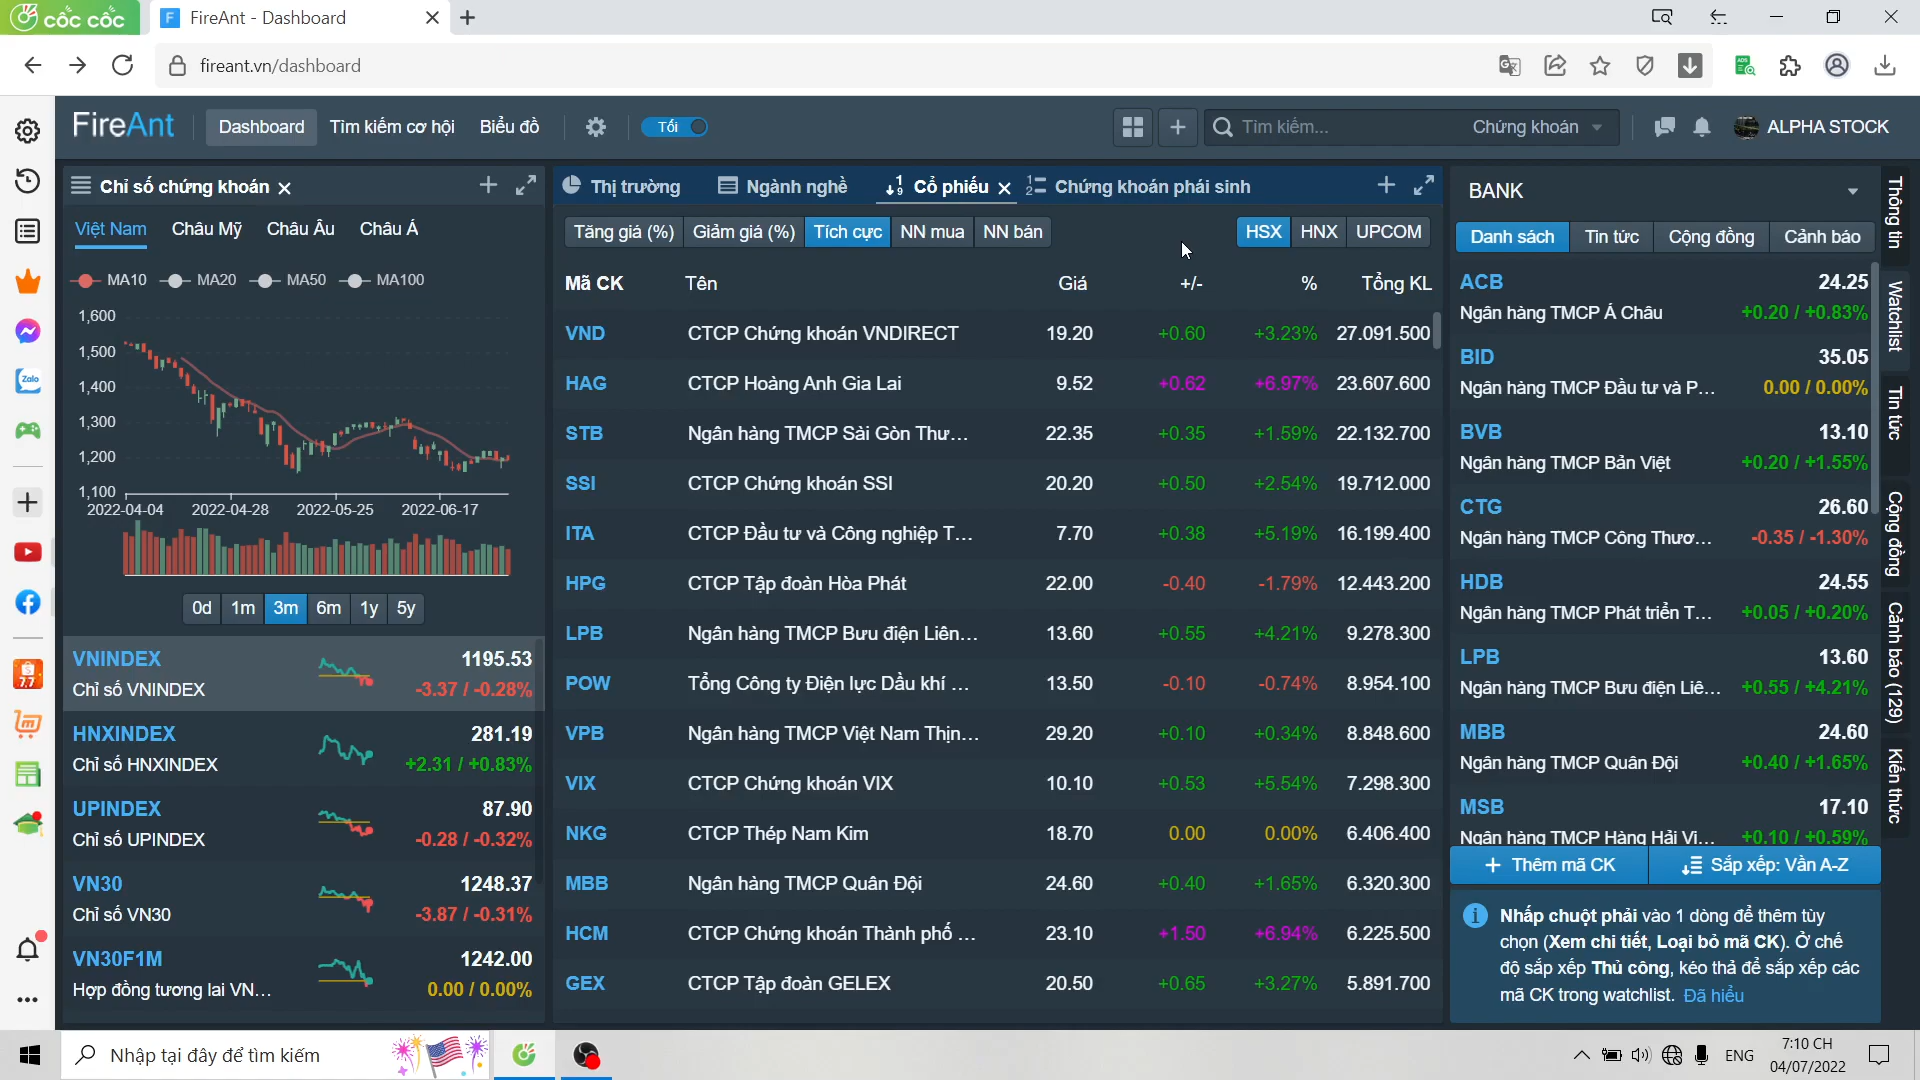 cốc cốc
FireAnt - Dashboard
fireant.vn/dashboard
FireAnt
Dashboard
Tìm kiếm cơ hội
Biểu đồ
Tối
Tìm kiếm...
Chứng khoán
ALPHA STOCK
Chỉ số chứng khoán
Việt Nam
Châu Mỹ
Châu Âu
Châu Á
MA10
MA20
MA50
MA100
1,600
1,500
1,400
1,300
1,200
1,100
2022-04-04
2022-04-28
2022-05-25
2022-06-17
0d
1m
3m
6m
1y
5y
VNINDEX 1195.53
Chỉ số VNINDEX -3.37 / -0.28%
HNXINDEX 281.19
Chỉ số HNXINDEX +2.31 / +0.83%
UPINDEX 87.90
Chỉ số UPINDEX -0.28 / -0.32%
VN30 1248.37
Chỉ số VN30 -3.87 / -0.31%
VN30F1M 1242.00
Hợp đồng tương lai VN... 0.00 / 0.00%
Thị trường
Ngành nghề
Cổ phiếu
Chứng khoán phái sinh
Tăng giá (%)
Giảm giá (%)
Tích cực
NN mua
NN bán
HSX
HNX
UPCOM
Mã CK Tên Giá +/- % Tổng KL
VND CTCP Chứng khoán VNDIRECT 19.20 +0.60 +3.23% 27.091.500
HAG CTCP Hoàng Anh Gia Lai 9.52 +0.62 +6.97% 23.607.600
STB Ngân hàng TMCP Sài Gòn Thư... 22.35 +0.35 +1.59% 22.132.700
SSI CTCP Chứng khoán SSI 20.20 +0.50 +2.54% 19.712.000
ITA CTCP Đầu tư và Công nghiệp T... 7.70 +0.38 +5.19% 16.199.400
HPG CTCP Tập đoàn Hòa Phát 22.00 -0.40 -1.79% 12.443.200
LPB Ngân hàng TMCP Bưu điện Liên... 13.60 +0.55 +4.21% 9.278.300
POW Tổng Công ty Điện lực Dầu khí ... 13.50 -0.10 -0.74% 8.954.100
VPB Ngân hàng TMCP Việt Nam Thịn... 29.20 +0.10 +0.34% 8.848.600
VIX CTCP Chứng khoán VIX 10.10 +0.53 +5.54% 7.298.300
NKG CTCP Thép Nam Kim 18.70 0.00 0.00% 6.406.400
MBB Ngân hàng TMCP Quân Đội 24.60 +0.40 +1.65% 6.320.300
HCM CTCP Chứng khoán Thành phố ... 23.10 +1.50 +6.94% 6.225.500
GEX CTCP Tập đoàn GELEX 20.50 +0.65 +3.27% 5.891.700
BANK
Danh sách
Tin tức
Cộng đồng
Cảnh báo
ACB 24.25
Ngân hàng TMCP Á Châu +0.20 / +0.83%
BID 35.05
Ngân hàng TMCP Đầu tư và P... 0.00 / 0.00%
BVB 13.10
Ngân hàng TMCP Bản Việt +0.20 / +1.55%
CTG 26.60
Ngân hàng TMCP Công Thươ... -0.35 / -1.30%
HDB 24.55
Ngân hàng TMCP Phát triển T... +0.05 / +0.20%
LPB 13.60
Ngân hàng TMCP Bưu điện Liê... +0.55 / +4.21%
MBB 24.60
Ngân hàng TMCP Quân Đội +0.40 / +1.65%
MSB 17.10
Ngân hàng TMCP Hàng Hải Vi... +0.10 / +0.59%
Thêm mã CK
Sắp xếp: Vần A-Z
Nhấp chuột phải vào 1 dòng để thêm tùy
chọn (Xem chi tiết, Loại bỏ mã CK). Ở chế
độ sắp xếp Thủ công, kéo thả để sắp xếp các
mã CK trong watchlist. Đã hiểu
Thông tin
Watchlist
Tin tức
Cộng đồng
Cảnh báo (129)
Kiến thức
Zalo
7.7
Nhập tại đây để tìm kiếm
ENG
7:10 CH
04/07/2022